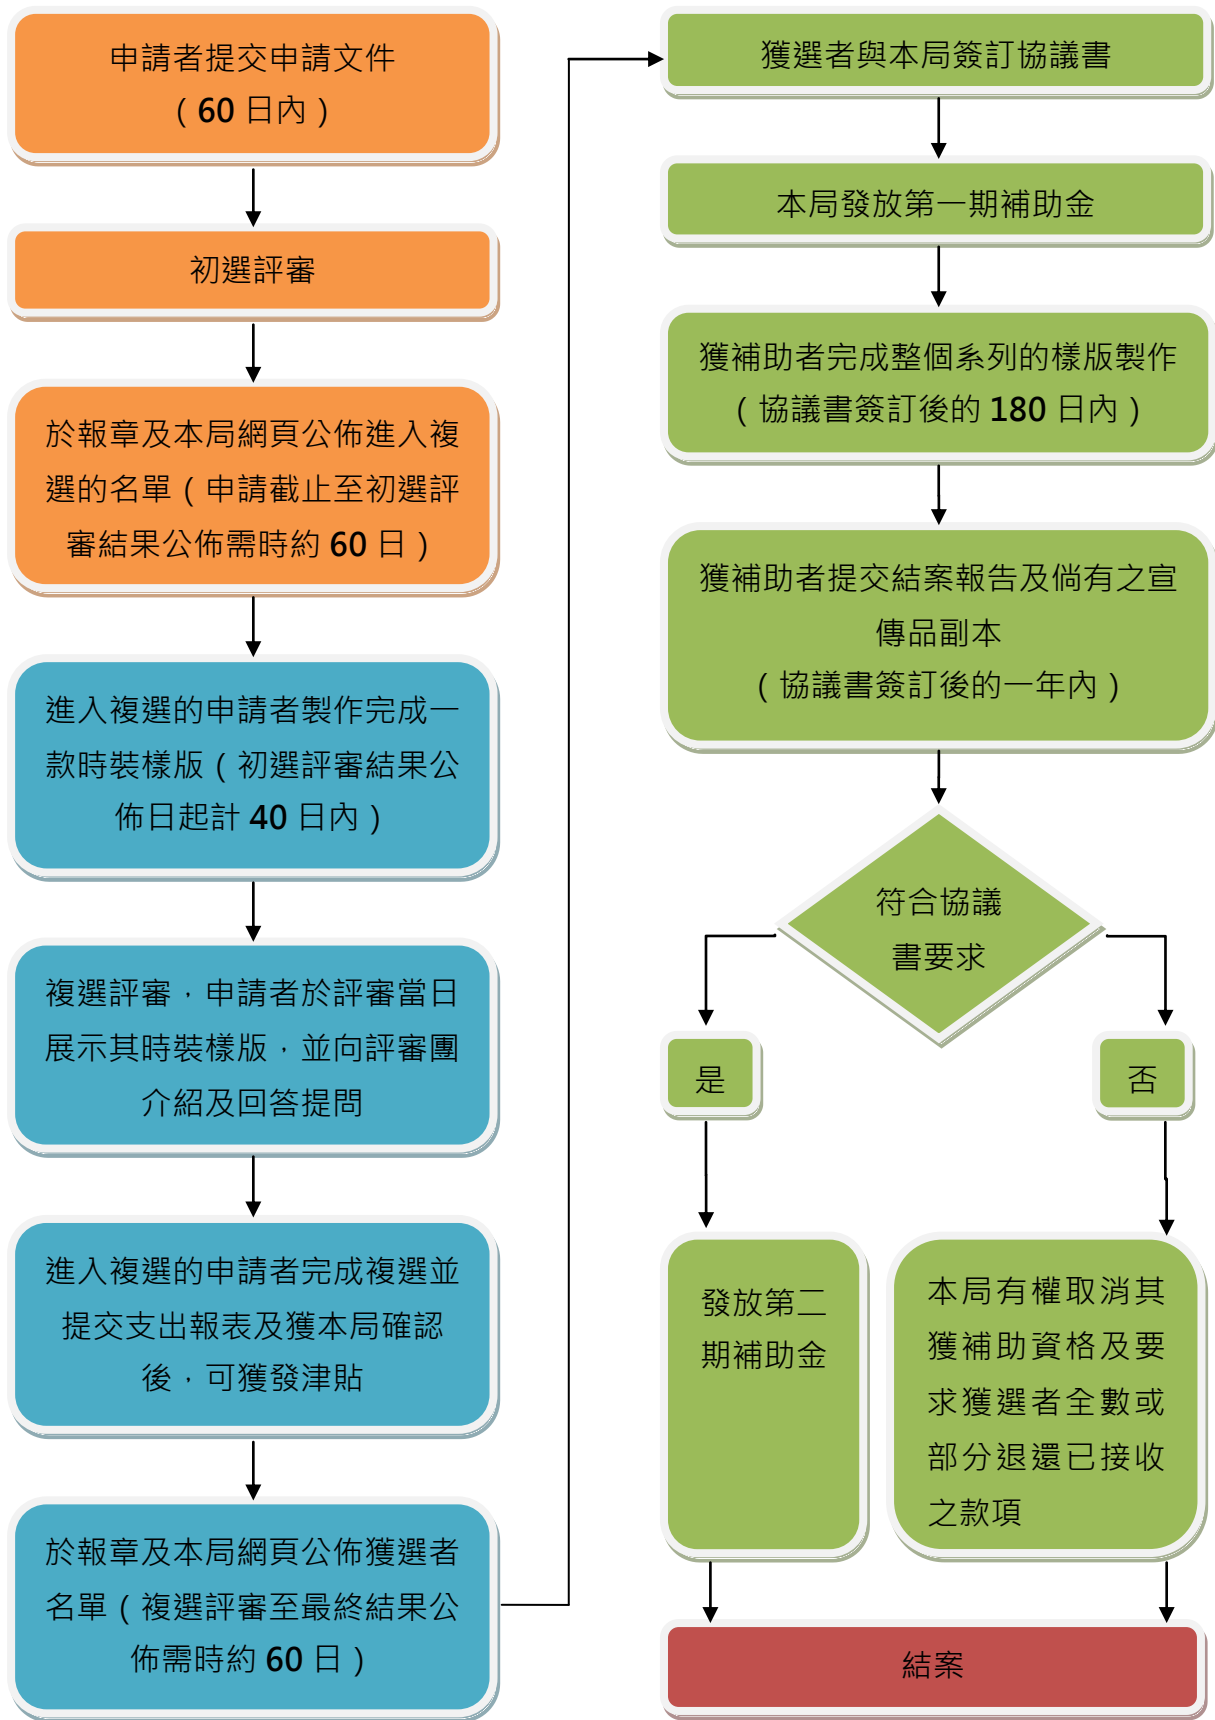 申請者提交申請文件
（60 日內）
初選評審
於報章及本局網頁公佈進入複
選的名單（申請截止至初選評
審結果公佈需時約 60 日）
進入複選的申請者製作完成一
款時裝樣版（初選評審結果公
佈日起計 40 日內）
複選評審，申請者於評審當日
展示其時裝樣版，並向評審團
介紹及回答提問
進入複選的申請者完成複選並
提交支出報表及獲本局確認
後，可獲發津貼
於報章及本局網頁公佈獲選者
名單（複選評審至最終結果公
佈需時約 60 日）
獲選者與本局簽訂協議書
本局發放第一期補助金
獲補助者完成整個系列的樣版製作
（協議書簽訂後的 180 日內）
獲補助者提交結案報告及倘有之宣
傳品副本
（協議書簽訂後的一年內）
符合協議
書要求
是
否
發放第二
期補助金
本局有權取消其
獲補助資格及要
求獲選者全數或
部分退還已接收
之款項
結案